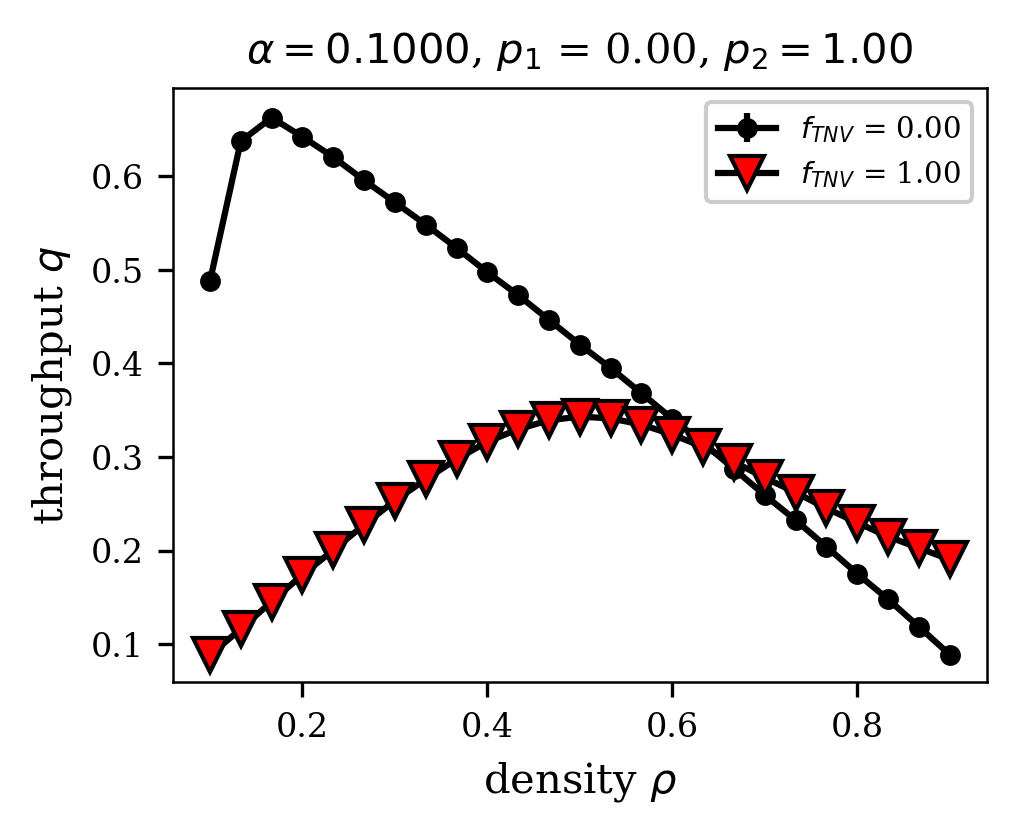 α = 0.1000, p₁ = 0.00, p₂ = 1.00
f_TNV = 0.00
f_TNV = 1.00
throughput q
0.6
0.5
0.4
0.3
0.2
0.1
0.2 0.4 0.6 0.8
density ρ